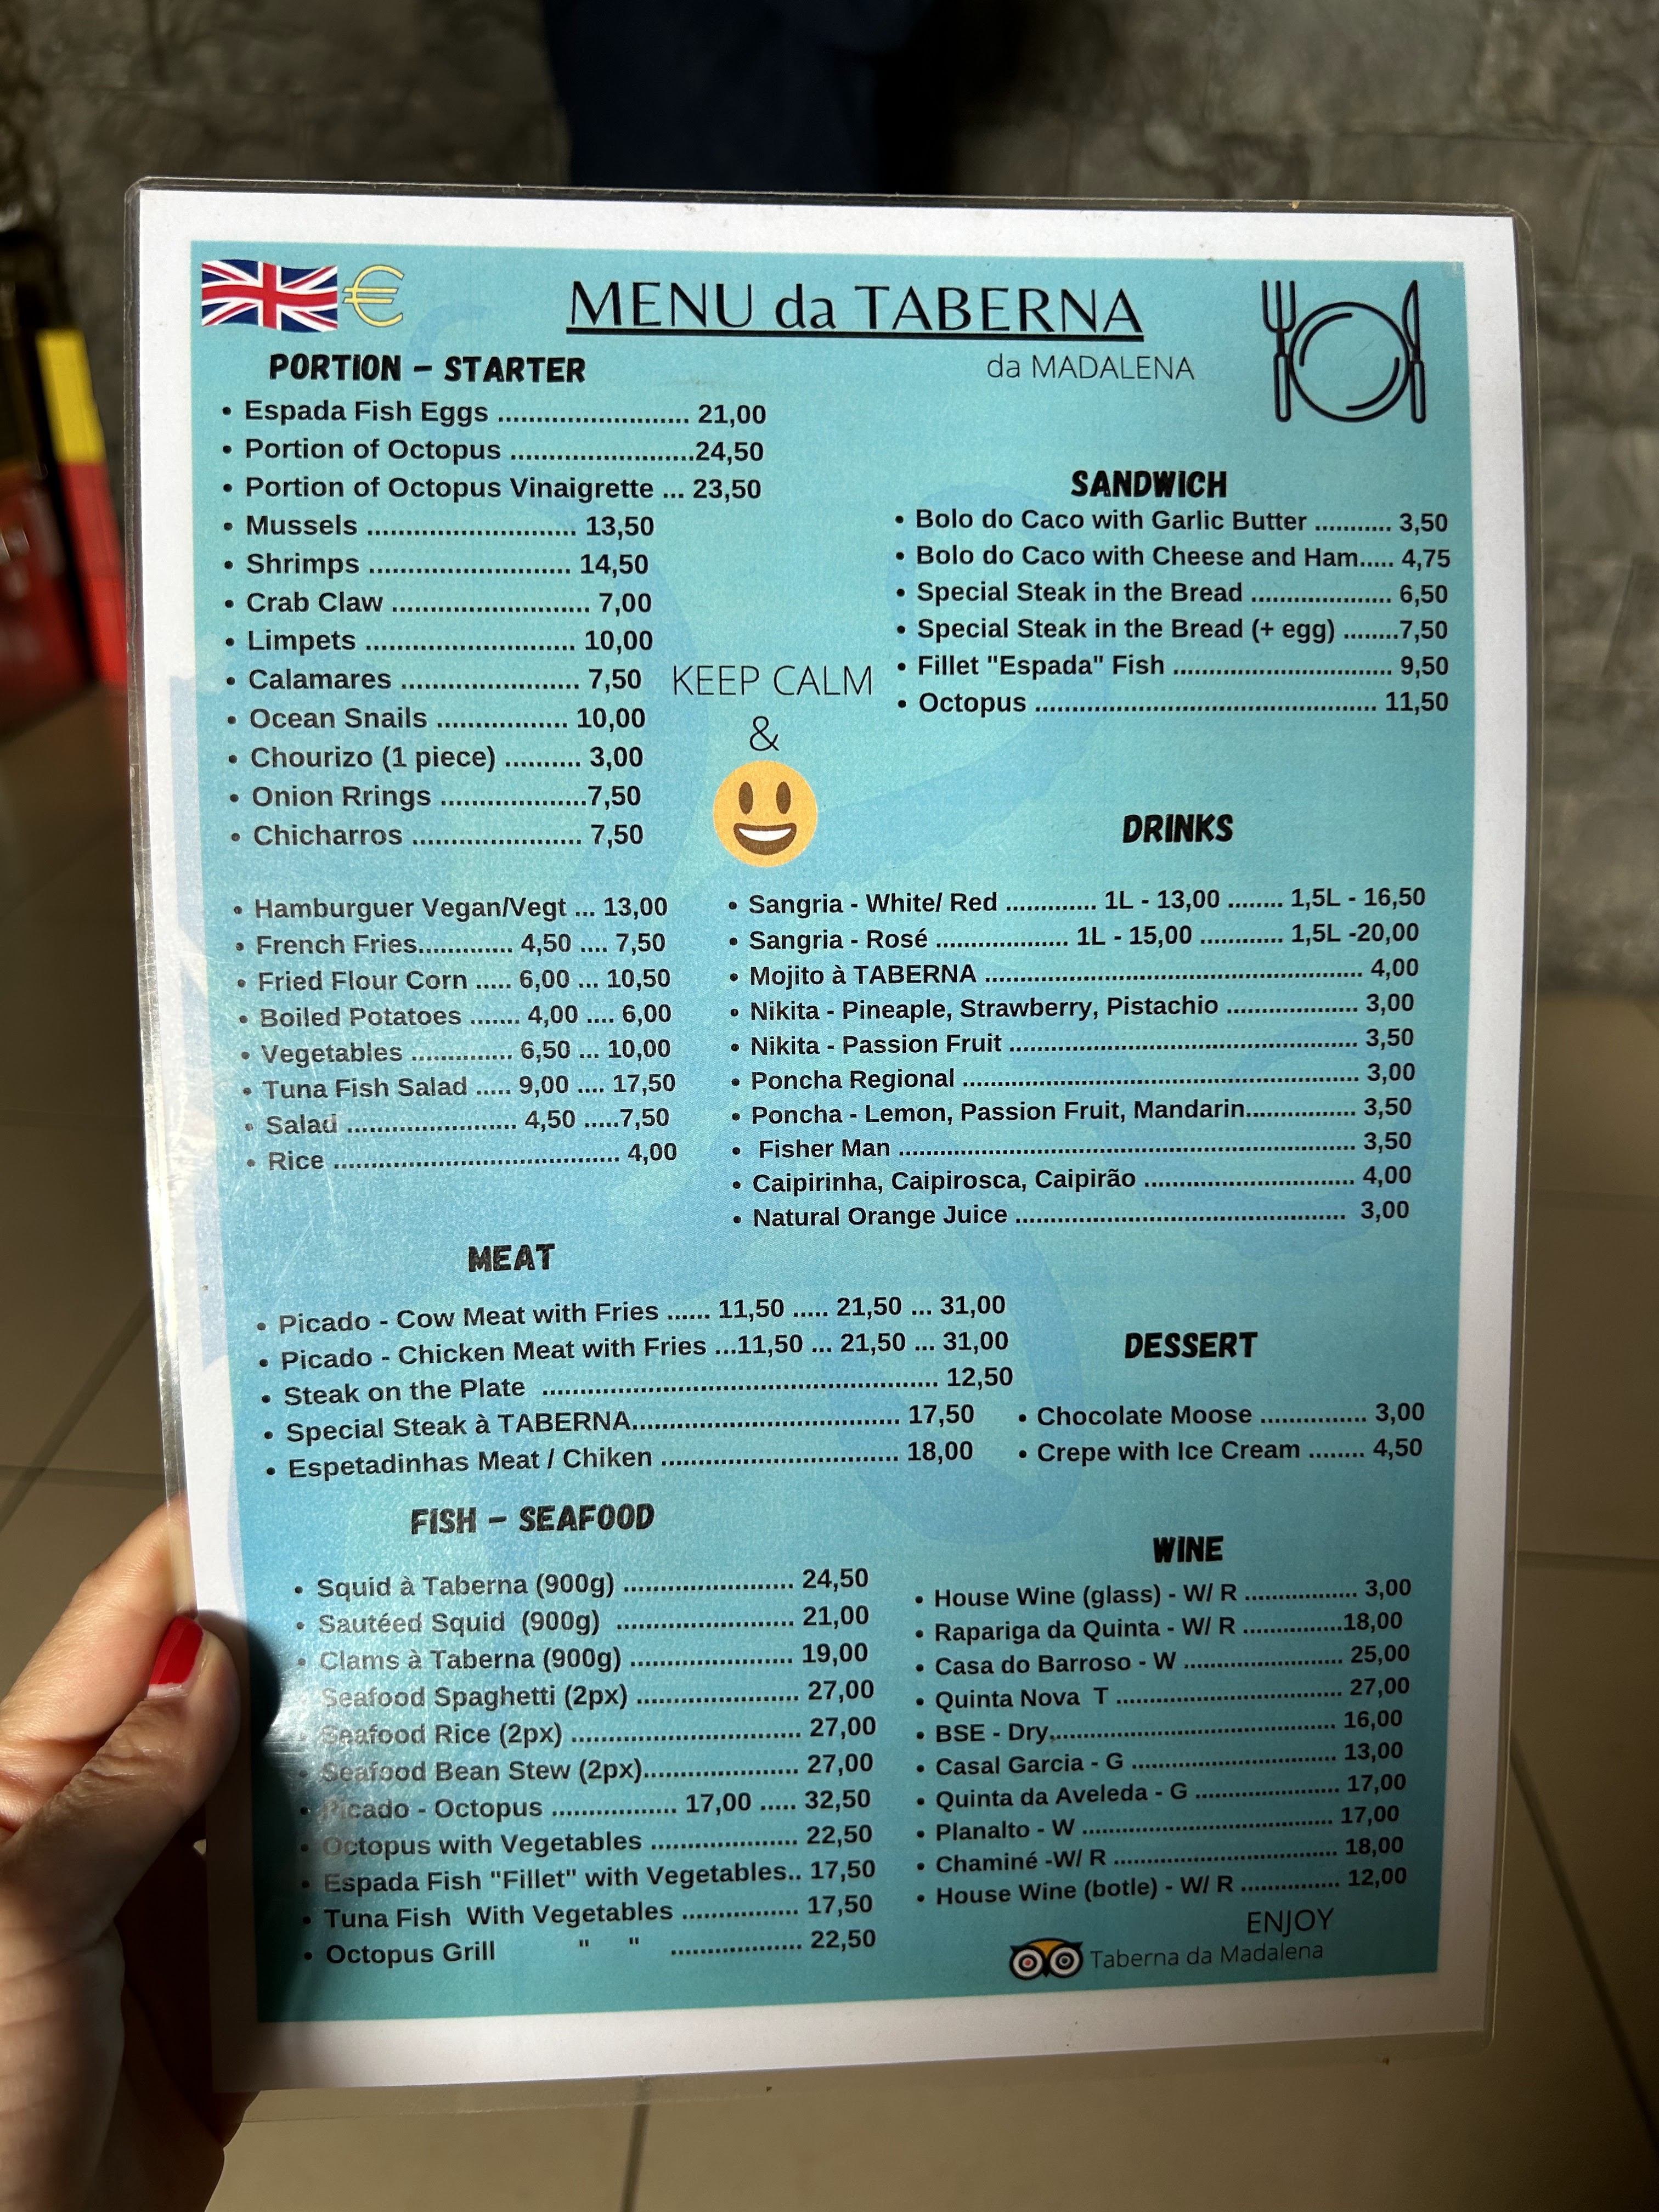 MENU da TABERNA
da MADALENA
PORTION - STARTER
• Espada Fish Eggs ......................... 21,00
• Portion of Octopus ........................24,50
• Portion of Octopus Vinaigrette ... 23,50
• Mussels ........................... 13,50
• Shrimps .......................... 14,50
• Crab Claw .......................... 7,00
• Limpets ........................... 10,00
• Calamares ....................... 7,50
• Ocean Snails ................. 10,00
• Chourizo (1 piece) .......... 3,00
• Onion Rrings ...................7,50
• Chicharros ...................... 7,50
KEEP CALM
&
SANDWICH
• Bolo do Caco with Garlic Butter ........... 3,50
• Bolo do Caco with Cheese and Ham..... 4,75
• Special Steak in the Bread .................... 6,50
• Special Steak in the Bread (+ egg) ........7,50
• Fillet "Espada" Fish ............................... 9,50
• Octopus ............................................... 11,50
• Hamburguer Vegan/Vegt ... 13,00
• French Fries............. 4,50 .... 7,50
• Fried Flour Corn ..... 6,00 ... 10,50
• Boiled Potatoes ....... 4,00 .... 6,00
• Vegetables .............. 6,50 ... 10,00
• Tuna Fish Salad ..... 9,00 .... 17,50
• Salad ........................ 4,50 .....7,50
• Rice ........................................ 4,00
DRINKS
• Sangria - White/ Red ............. 1L - 13,00 ........ 1,5L - 16,50
• Sangria - Rosé ................... 1L - 15,00 ............ 1,5L -20,00
• Mojito à TABERNA ...................................................... 4,00
• Nikita - Pineaple, Strawberry, Pistachio ................... 3,00
• Nikita - Passion Fruit .................................................. 3,50
• Poncha Regional ......................................................... 3,00
• Poncha - Lemon, Passion Fruit, Mandarin................ 3,50
• Fisher Man .................................................................. 3,50
• Caipirinha, Caipirosca, Caipirão .............................. 4,00
• Natural Orange Juice ............................................... 3,00
MEAT
• Picado - Cow Meat with Fries ...... 11,50 ..... 21,50 ... 31,00
• Picado - Chicken Meat with Fries ...11,50 ... 21,50 ... 31,00
• Steak on the Plate .................................................... 12,50
• Special Steak à TABERNA................................... 17,50
• Espetadinhas Meat / Chiken ............................... 18,00
DESSERT
• Chocolate Moose ............... 3,00
• Crepe with Ice Cream ........ 4,50
FISH - SEAFOOD
• Squid à Taberna (900g) ....................... 24,50
• Sautéed Squid (900g) ........................ 21,00
• Clams à Taberna (900g) ...................... 19,00
Seafood Spaghetti (2px) ...................... 27,00
Seafood Rice (2px) ............................... 27,00
• Seafood Bean Stew (2px)..................... 27,00
• Picado - Octopus ................. 17,00 ..... 32,50
• Octopus with Vegetables .................... 22,50
• Espada Fish "Fillet" with Vegetables.. 17,50
• Tuna Fish With Vegetables ................ 17,50
• Octopus Grill " " .................. 22,50
WINE
• House Wine (glass) - W/ R ................. 3,00
• Rapariga da Quinta - W/ R ...............18,00
• Casa do Barroso - W ........................ 25,00
• Quinta Nova T .................................. 27,00
• BSE - Dry.......................................... 16,00
• Casal Garcia - G ............................... 13,00
• Quinta da Aveleda - G ...................... 17,00
• Planalto - W ...................................... 17,00
• Chaminé -W/ R ................................. 18,00
• House Wine (botle) - W/ R ............... 12,00
ENJOY
Taberna da Madalena